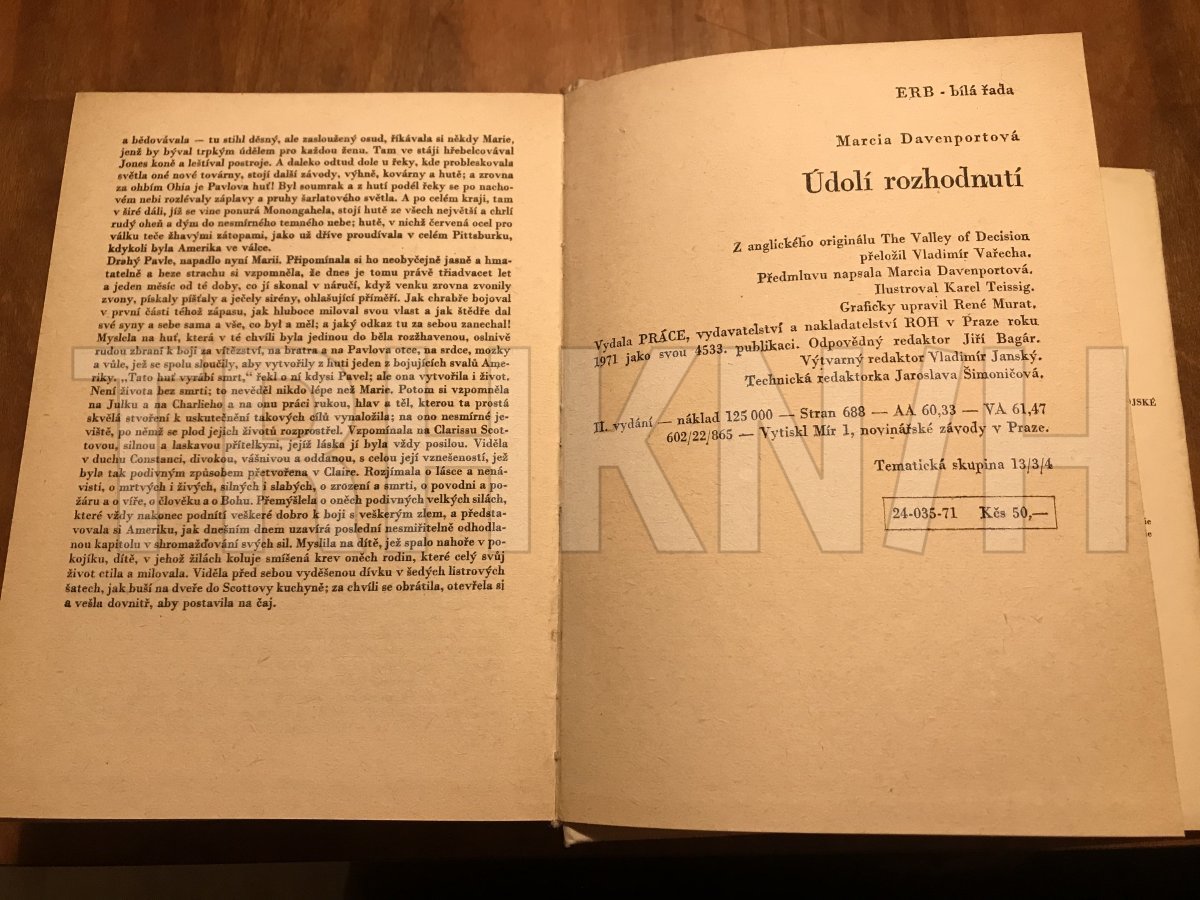 a bědovávala — tu stihl děsný, ale zasloužený osud, říkávala si někdy Marie,
jenž by býval trpkým údělem pro každou ženu. Tam ve stáji hřebelcovával
Jones koně a leštíval postroje. A daleko odtud dole u řeky, kde probleskovala
světla oné nové továrny, stojí další závody, výhně, kovárny a hutě; a zrovna
za ohbím Ohia je Pavlova huť! Byl soumrak a z hutí podél řeky se po nacho-
vém nebi rozlévaly záplavy a pruhy šarlatového světla. A po celém kraji, tam
v širé dáli, jíž se vine ponurá Monongahela, stojí hutě ze všech největší a chrlí
rudý oheň a dým do nesmírného temného nebe; hutě, v nichž červená ocel pro
válku teče žhavými zátopami, jako už dříve proudívala v celém Pittsburku,
kdykoli byla Amerika ve válce.
Drahý Pavle, napadlo nyní Marii. Připomínala si ho neobyčejně jasně a hma-
tatelně a beze strachu si vzpomněla, že dnes je tomu právě třiadvacet let
a jeden měsíc od té doby, co jí skonal v náručí, když venku zrovna zvonily
zvony, pískaly píšťaly a ječely sirény, ohlašující příměří. Jak chrabře bojoval
v první části téhož zápasu, jak hluboce miloval svou vlast a jak štědře dal
své syny a sebe sama a vše, co byl a měl; a jaký odkaz tu za sebou zanechal!
Myslela na huť, která v té chvíli byla jedinou do běla rozžhavenou, oslnivě
rudou zbraní k boji za vítězství, na bratra a na Pavlova otce, na srdce, mozky
a vůle, jež se spolu sloučily, aby vytvořily z huti jeden z bojujících svalů Ame-
riky. „Tato huť vyrábí smrt,“ řekl o ní kdysi Pavel; ale ona vytvořila i život.
Není života bez smrti; to nevěděl nikdo lépe než Marie. Potom si vzpomněla
na Julku a na Charlieho a na onu práci rukou, hlav a těl, kterou ta prostá
skvělá stvoření k uskutečnění takových cílů vynaložila; na ono nesmírné je-
viště, po němž se plod jejich životů rozprostřel. Vzpomínala na Clarissu Scot-
tovou, silnou a laskavou přítelkyni, jejíž láska jí byla vždy posilou. Viděla
v duchu Constanci, divokou, vášnivou a oddanou, s celou její vznešeností, jež
byla tak podivným způsobem přetvořena v Claire. Rozjímala o lásce a nená-
visti, o mrtvých i živých, silných i slabých, o zrození a smrti, o povodni a po-
žáru a o víře, o člověku a o Bohu. Přemýšlela o oněch podivných velkých silách,
které vždy nakonec podnítí veškeré dobro k boji s veškerým zlem, a předsta-
vovala si Ameriku, jak dnešním dnem uzavírá poslední nesmiřitelně odhodla-
nou kapitolu v shromažďování svých sil. Myslila na dítě, jež spalo nahoře v po-
kojíku, dítě, v jehož žilách koluje smíšená krev oněch rodin, které celý svůj
život ctila a milovala. Viděla před sebou vyděšenou dívku v šedých listrových
šatech, jak buší na dveře do Scottovy kuchyně; za chvíli se obrátila, otevřela si
a vešla dovnitř, aby postavila na čaj.
ERB - bílá řada
Marcia Davenportová
Údolí rozhodnutí
Z anglického originálu The Valley of Decision
přeložil Vladimír Vařecha.
Předmluvu napsala Marcia Davenportová.
Ilustroval Karel Teissig.
Graficky upravil René Murat.
Vydala PRÁCE, vydavatelství a nakladatelství ROH v Praze roku
1971 jako svou 4533. publikaci. Odpovědný redaktor Jiří Bagár.
Výtvarný redaktor Vladimír Janský.
Technická redaktorka Jaroslava Šimoničová.
II. vydání — náklad 125 000 — Stran 688 — AA 60,33 — VA 61,47
602/22/865 — Vytiskl Mír 1, novinářské závody v Praze.
Tematická skupina 13/3/4
24-035-71 Kčs 50,—